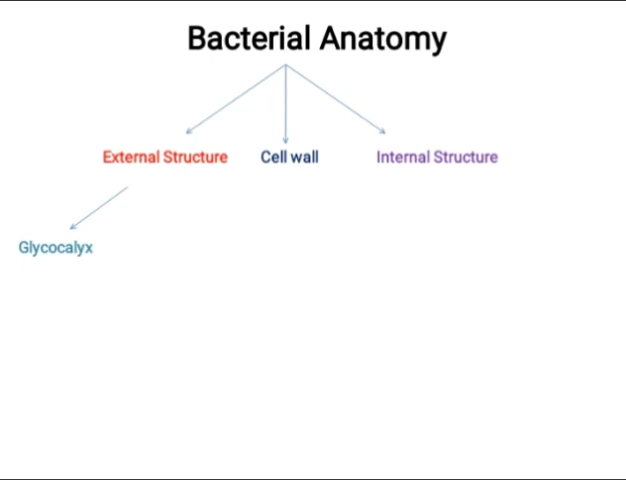 Bacterial Anatomy
External Structure
Cell wall
Internal Structure
Glycocalyx